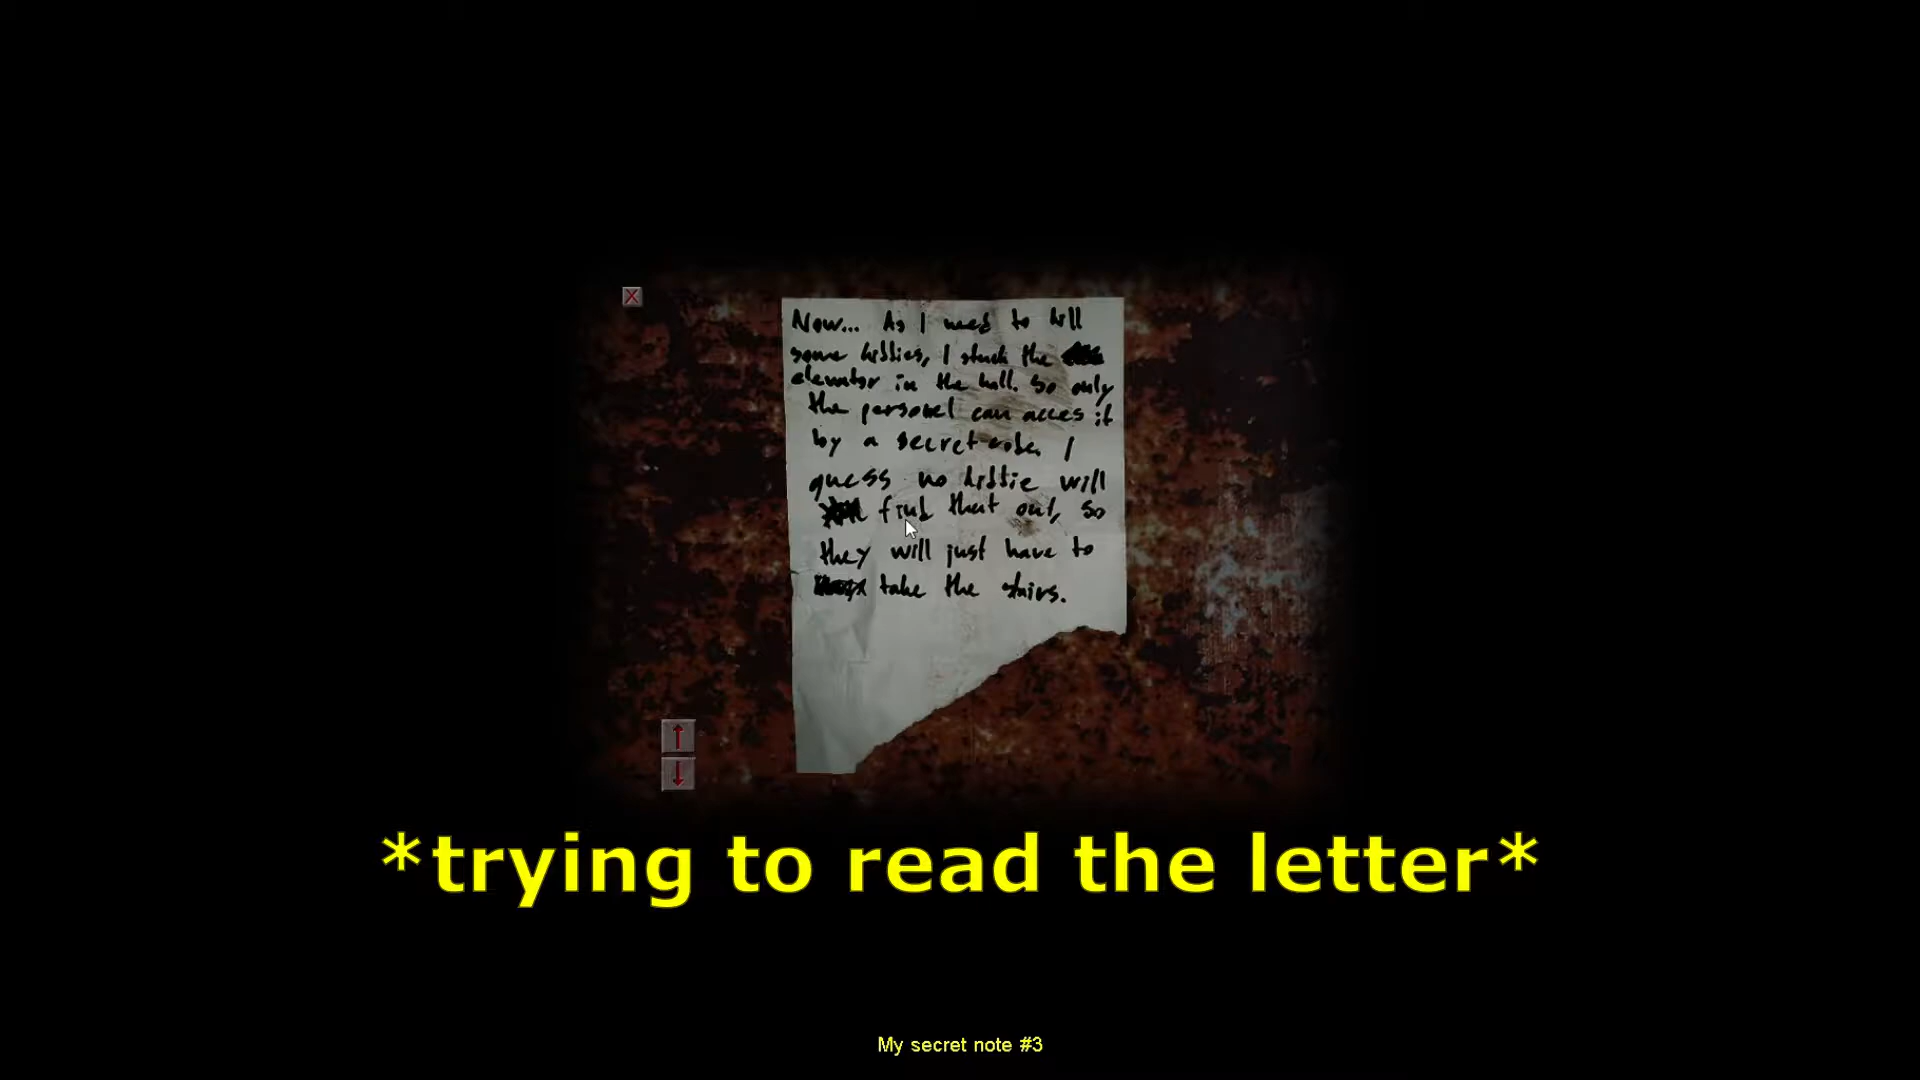 X
Now... As I need to kill
some kiddies, I stuck the
elevator in the hall. So only
the personel can acces it
by a secret code. I
guess no kiddie will
find that out, so
they will just have to
take the stairs.
*trying to read the letter*
My secret note #3